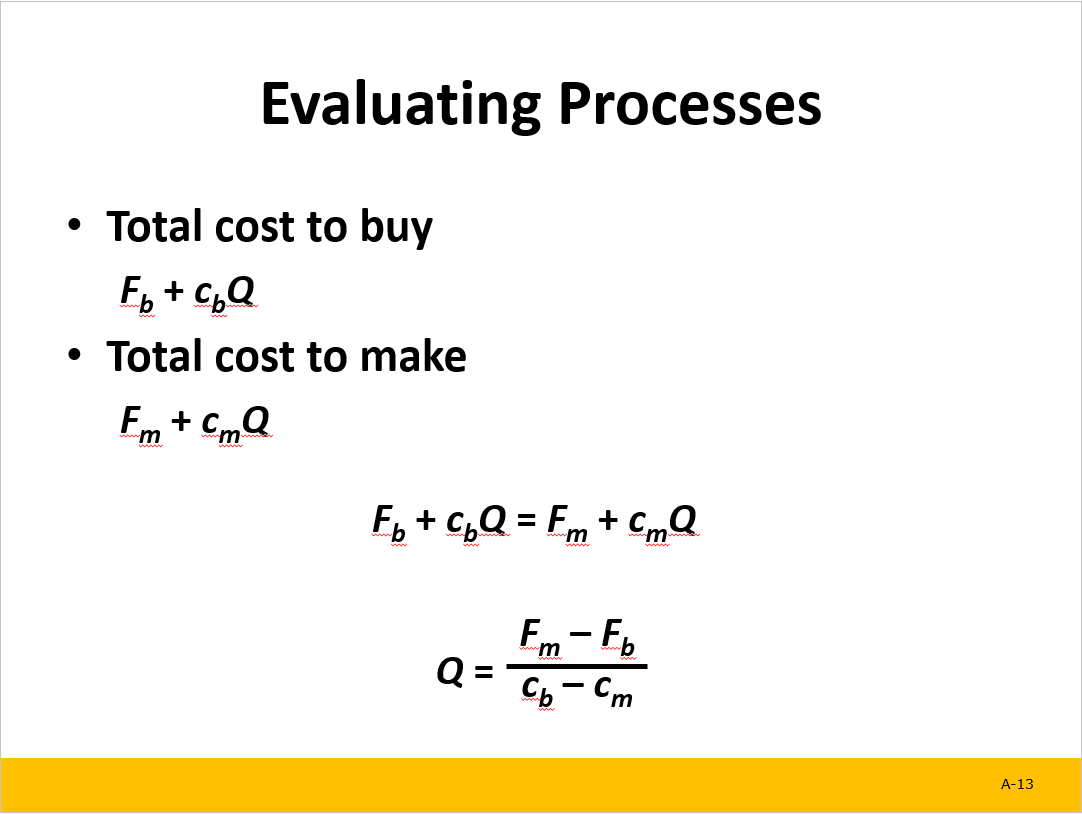 Evaluating Processes
• Total cost to buy
F_b + c_bQ
• Total cost to make
F_m + c_mQ
F_b + c_bQ = F_m + c_mQ
F_m – F_b
Q =
c_b – c_m
A-13